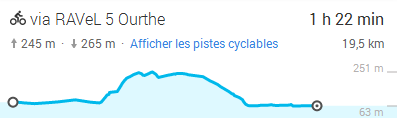 via RAVeL 5 Ourthe 1 h 22 min
↑ 245 m · ↓ 265 m · Afficher les pistes cyclables 19,5 km
251 m
63 m